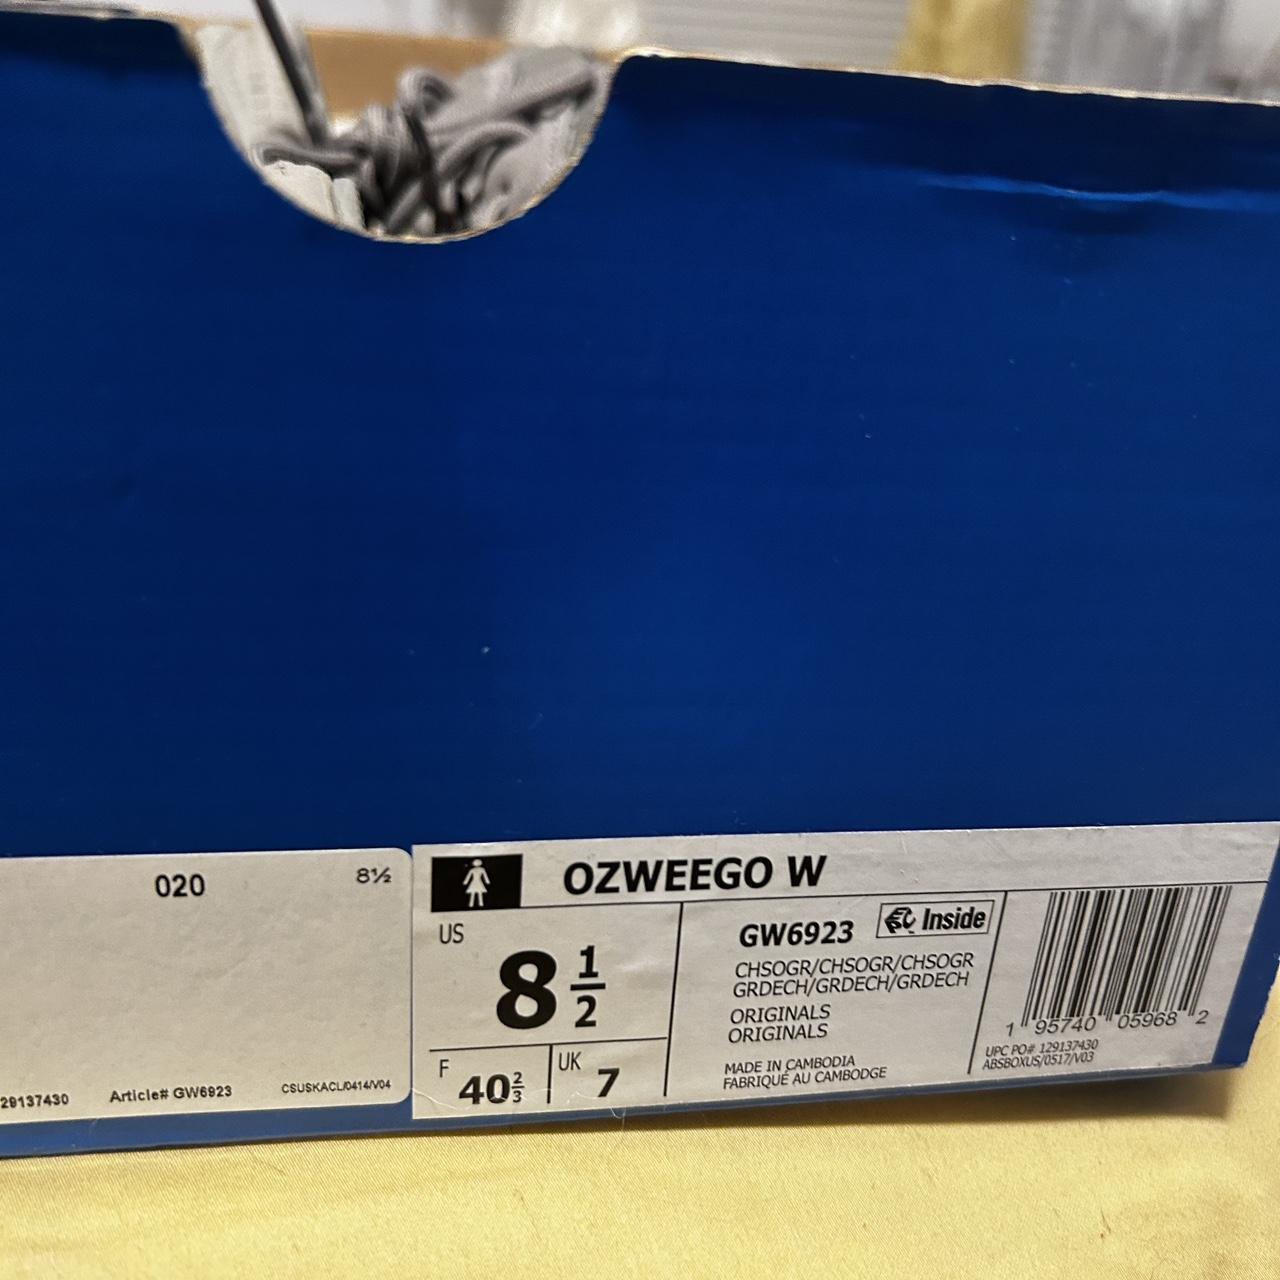 020
8½
29137430
Article# GW6923
CSUSKACL/0414/V04
OZWEEGO W
US
8 1/2
F
40 2/3
UK
7
GW6923
Inside
CHSOGR/CHSOGR/CHSOGR
GRDECH/GRDECH/GRDECH
ORIGINALS
ORIGINALS
MADE IN CAMBODIA
FABRIQUÉ AU CAMBODGE
1 95740 05968 2
UPC PO# 129137430
ABSBOXUS/0517/V03